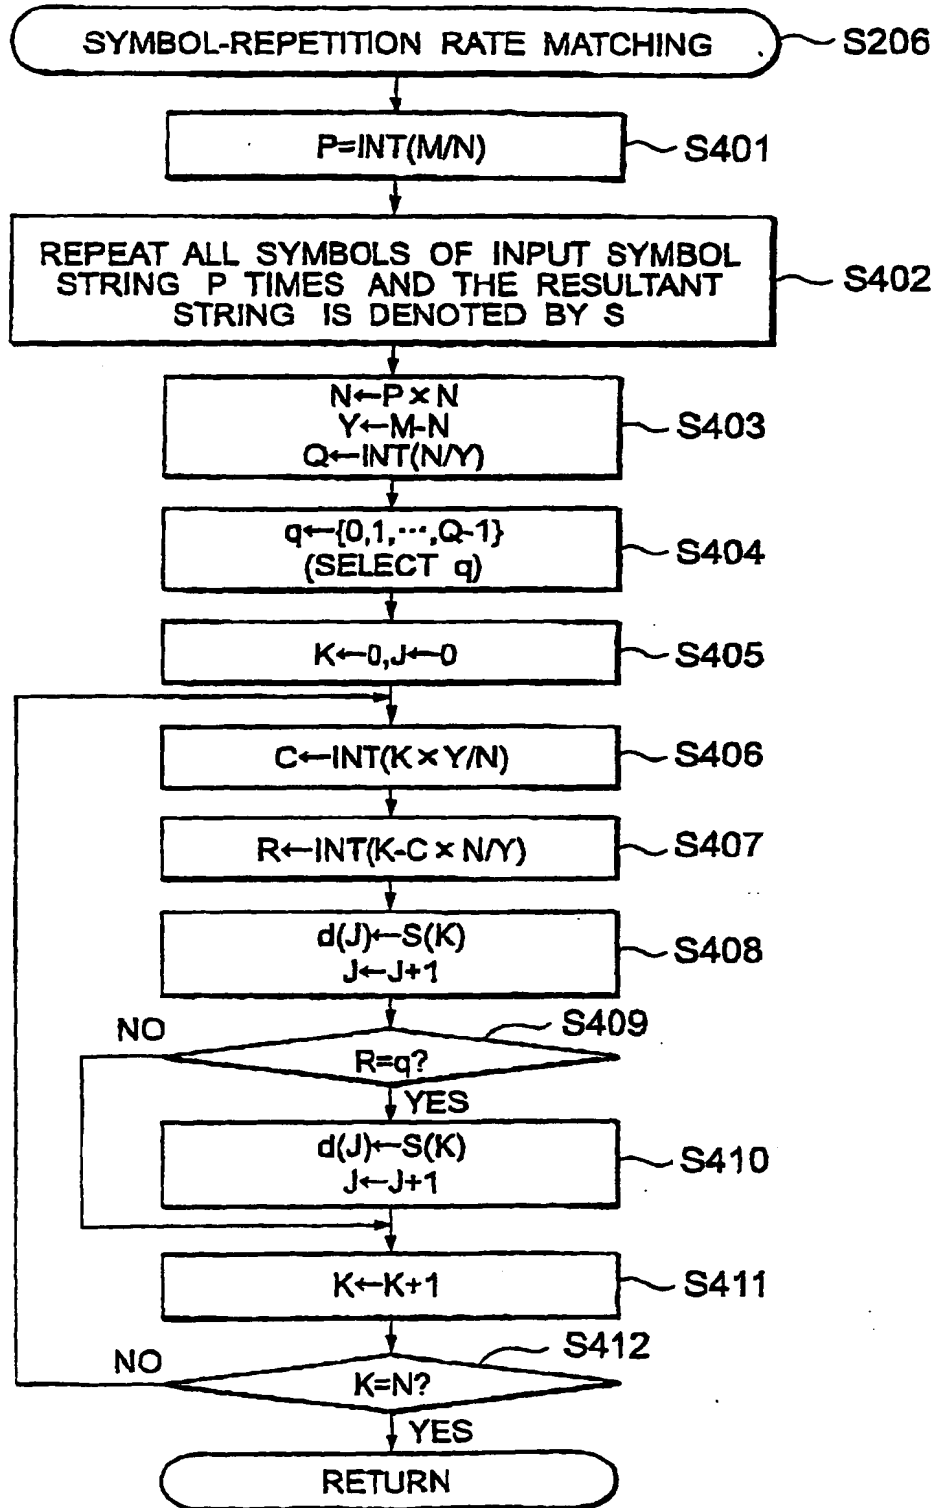 SYMBOL-REPETITION RATE MATCHING
S206
P=INT(M/N)
S401
REPEAT ALL SYMBOLS OF INPUT SYMBOL
STRING P TIMES AND THE RESULTANT
STRING IS DENOTED BY S
S402
N←P×N
Y←M-N
Q←INT(N/Y)
S403
q←{0,1,⋯,Q-1}
(SELECT q)
S404
K←0,J←0
S405
C←INT(K×Y/N)
S406
R←INT(K-C×N/Y)
S407
d(J)←S(K)
J←J+1
S408
S409
NO
R=q?
YES
d(J)←S(K)
J←J+1
S410
K←K+1
S411
S412
NO
K=N?
YES
RETURN